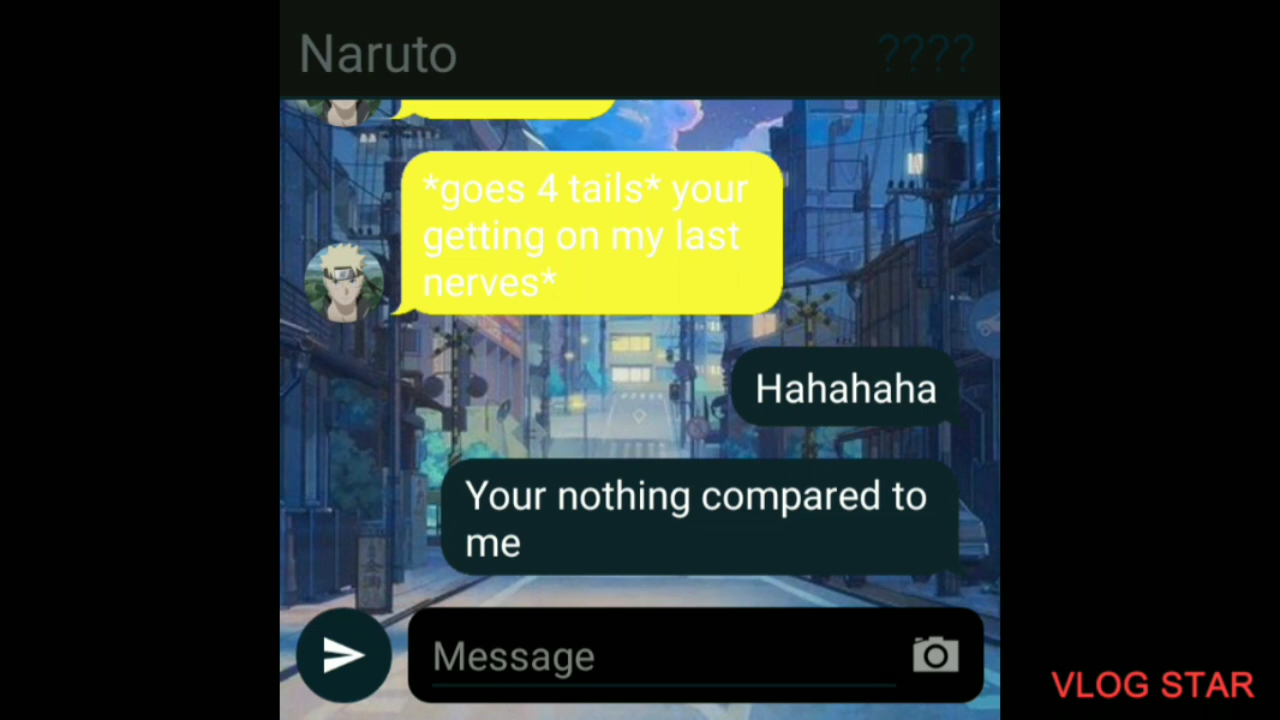 Naruto
????
*goes 4 tails* your
getting on my last
nerves*
Hahahaha
Your nothing compared to
me
Message
VLOG STAR